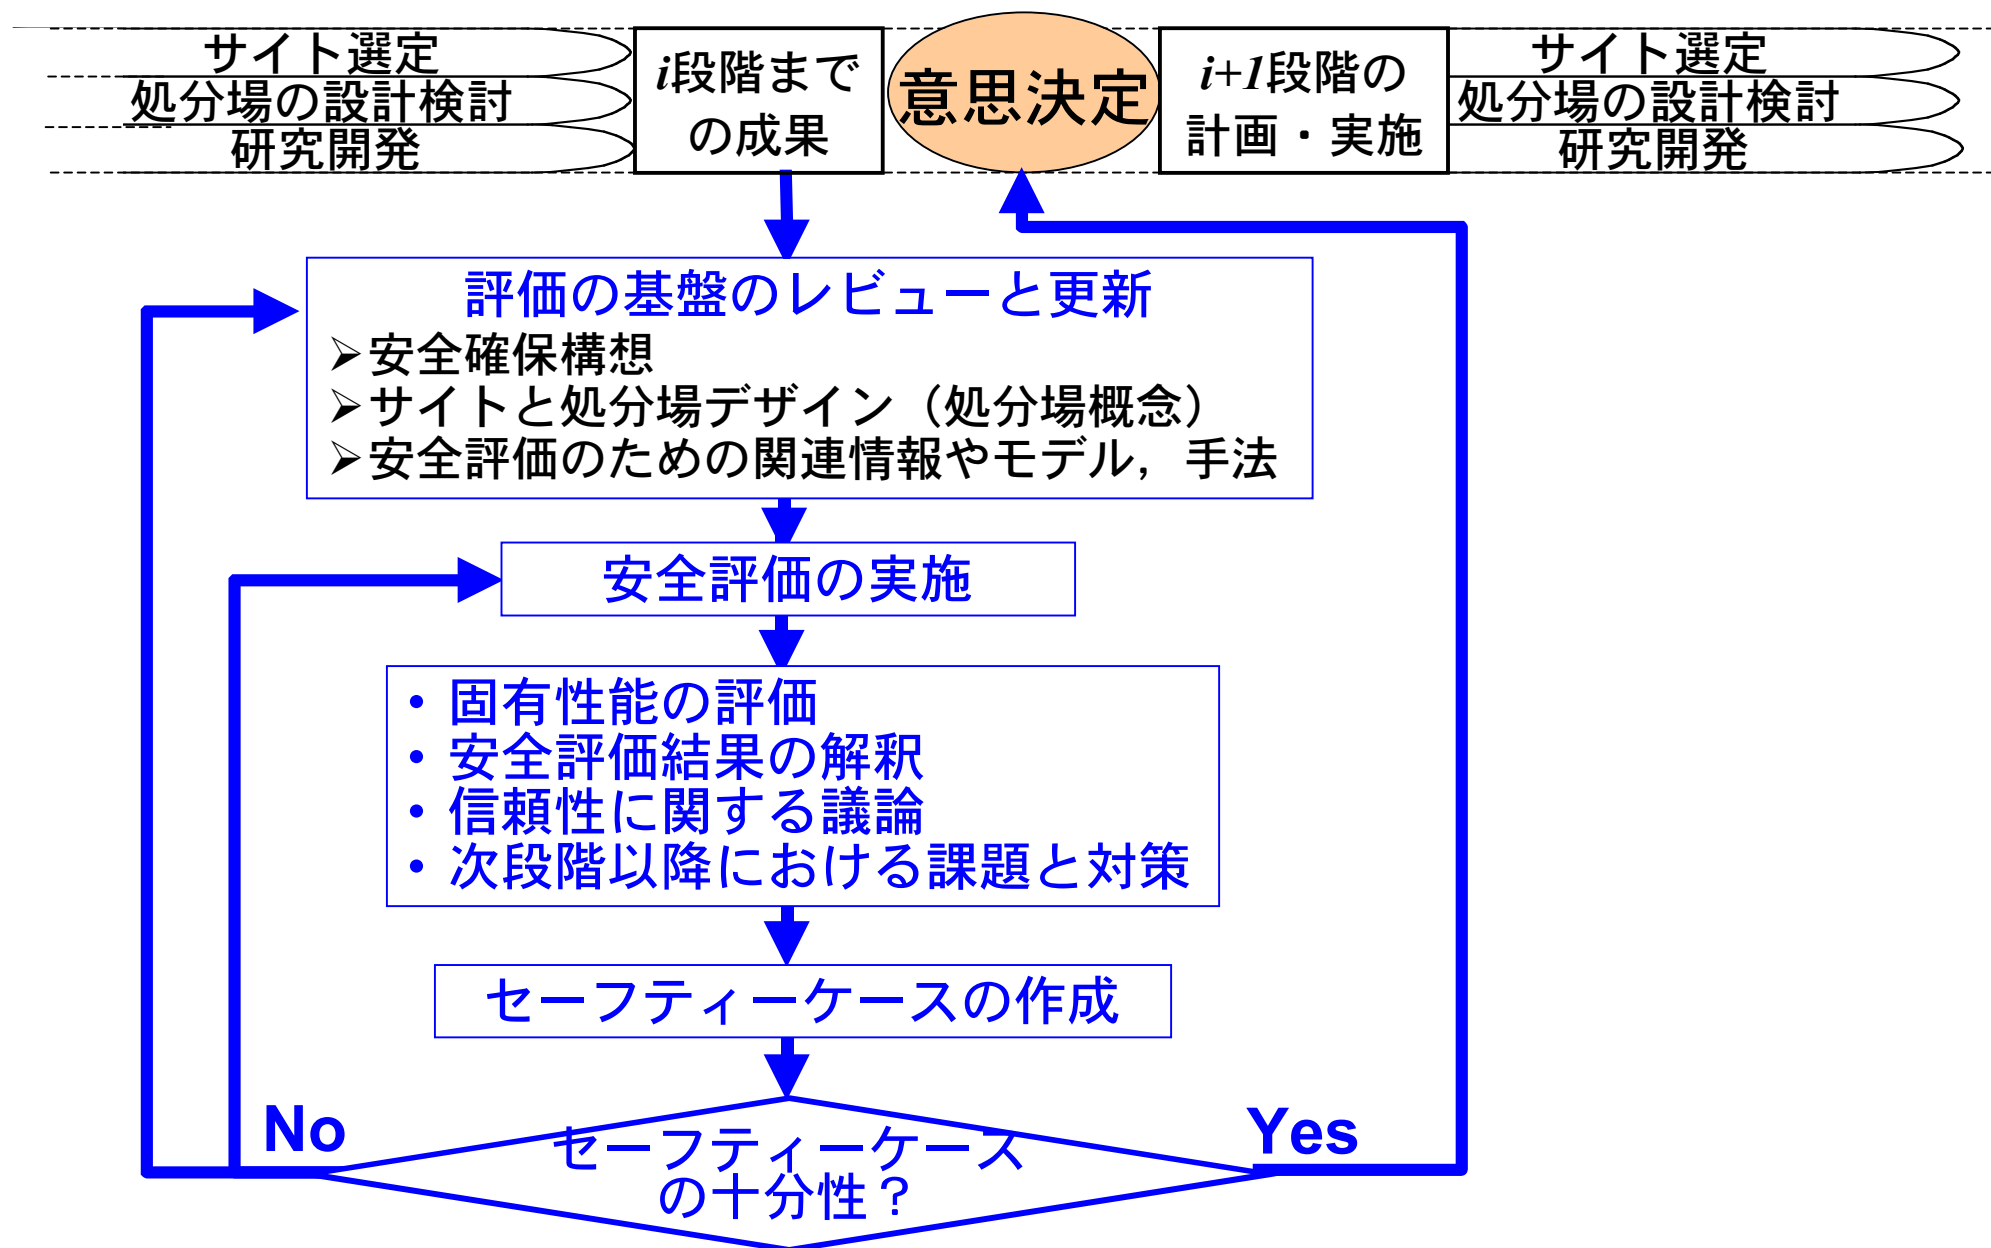 サイト選定
処分場の設計検討
研究開発
i段階まで
の成果
意思決定
i+1段階の
計画・実施
サイト選定
処分場の設計検討
研究開発
評価の基盤のレビューと更新
➢安全確保構想
➢サイトと処分場デザイン（処分場概念）
➢安全評価のための関連情報やモデル，手法
安全評価の実施
• 固有性能の評価
• 安全評価結果の解釈
• 信頼性に関する議論
• 次段階以降における課題と対策
セーフティーケースの作成
No
セーフティーケース
の十分性？
Yes